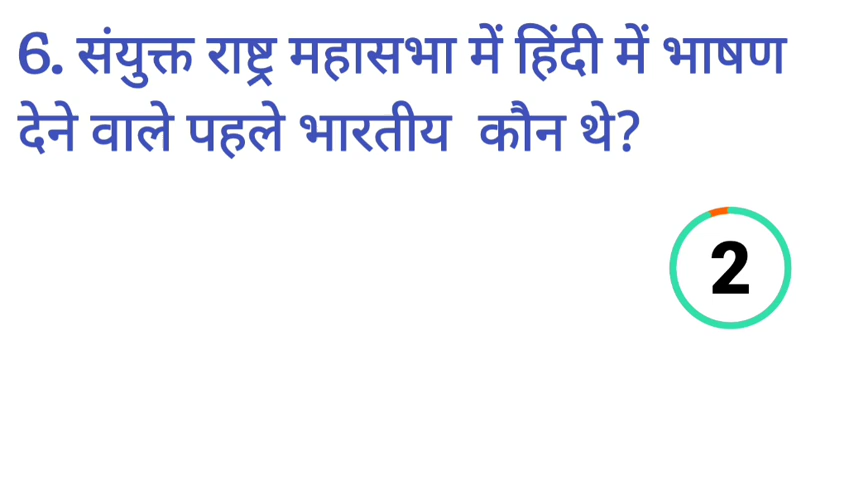 6. संयुक्त राष्ट्र महासभा में हिंदी में भाषण
देने वाले पहले भारतीय कौन थे?
2